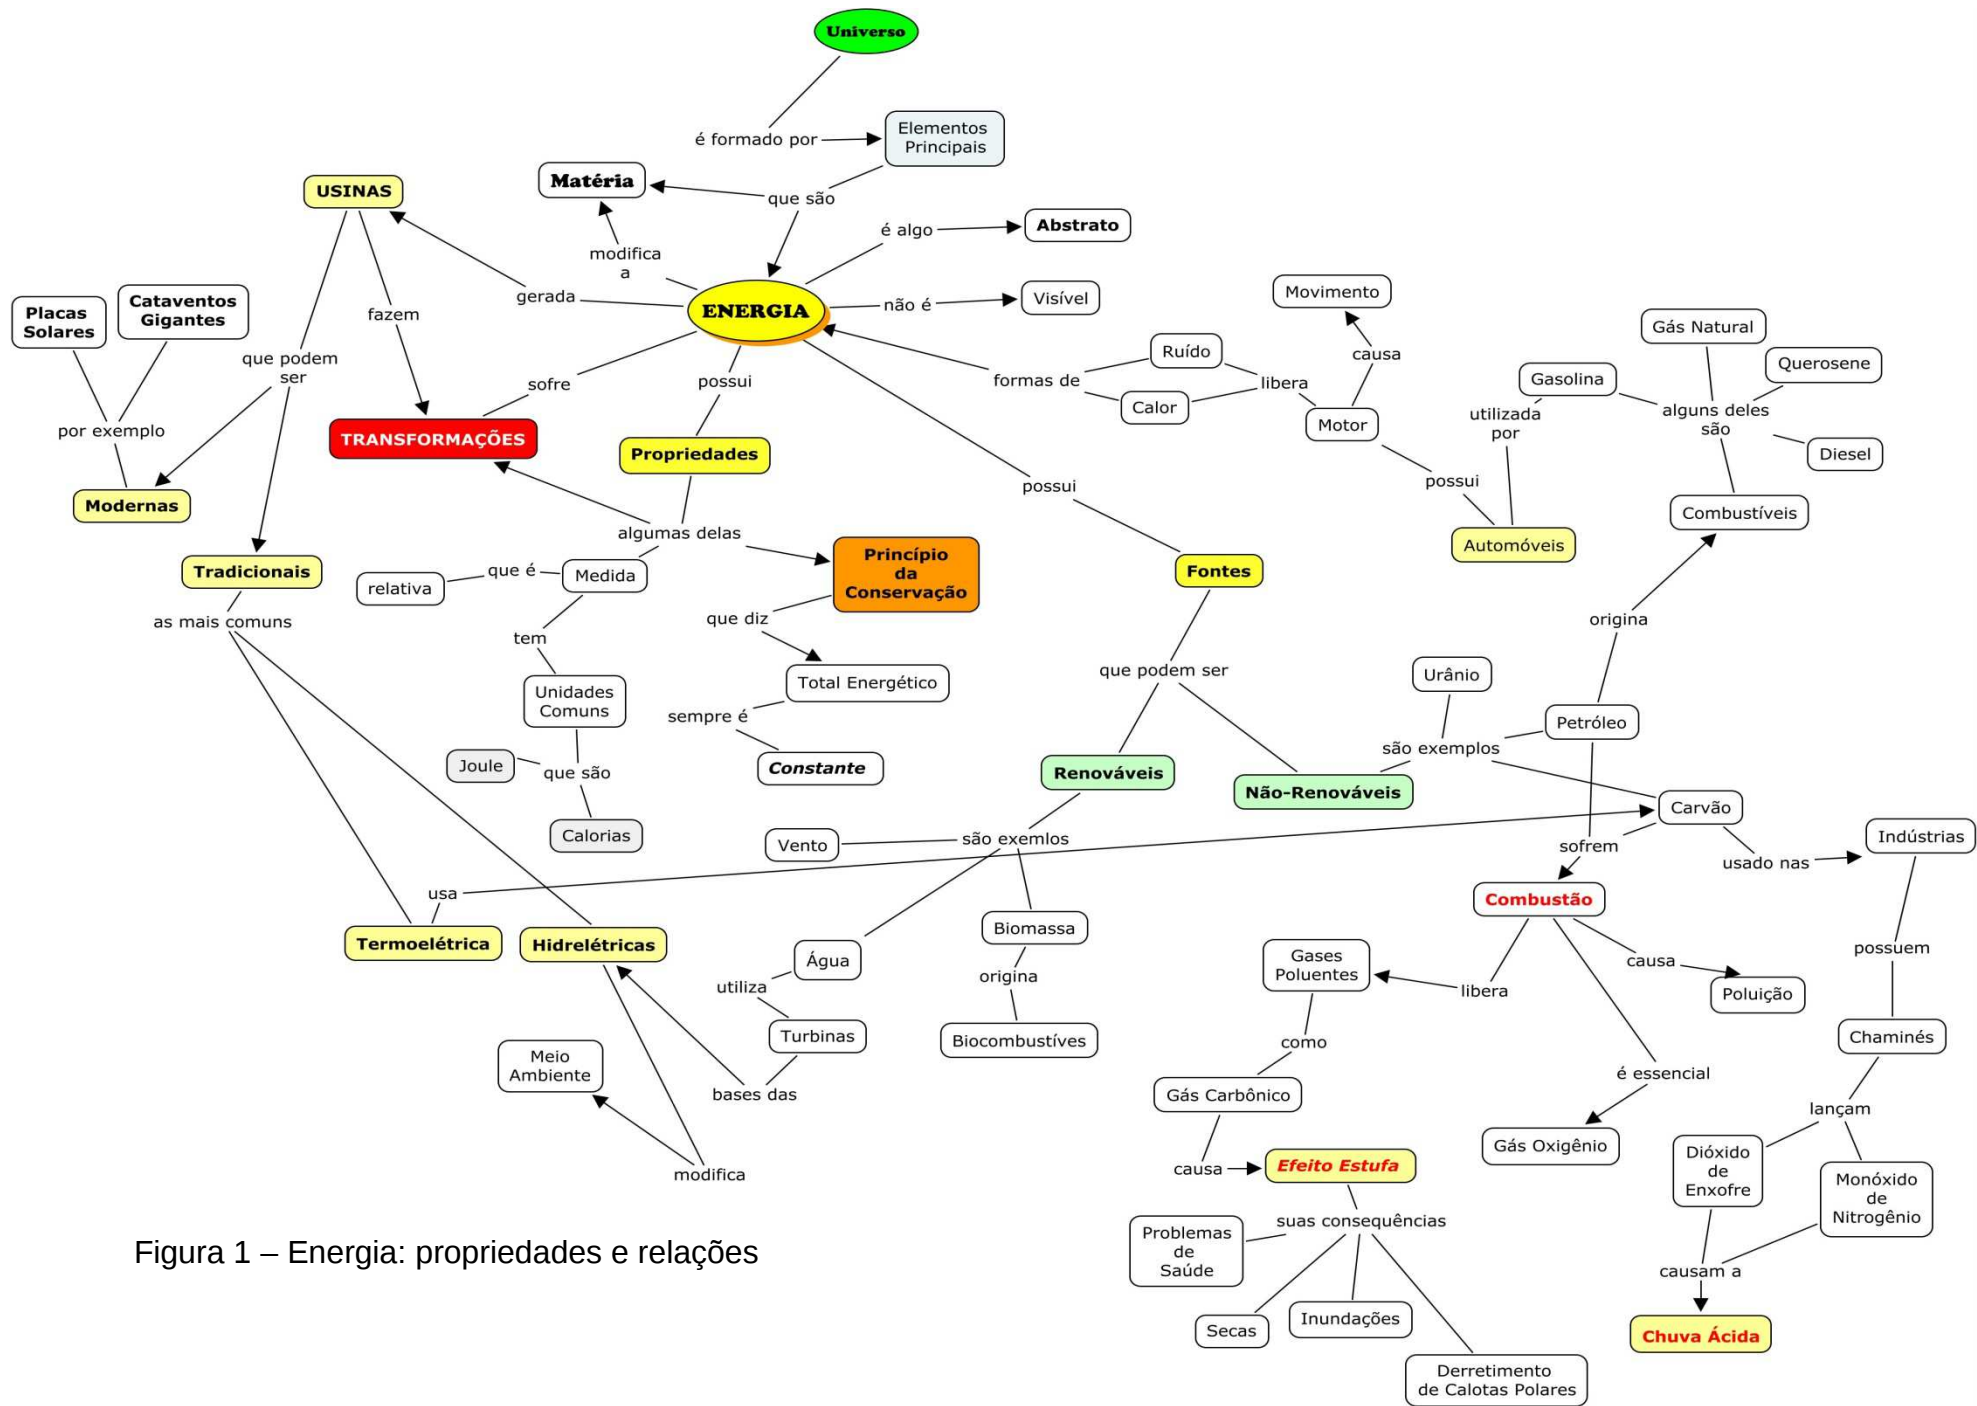 Universo
é formado por
Elementos
Principais
Matéria
que são
USINAS
é algo
Abstrato
modifica
a
gerada
ENERGIA
não é
Visível
Movimento
Placas
Solares
Cataventos
Gigantes
fazem
que podem
ser
sofre
possui
formas de
Ruído
Calor
libera
causa
Motor
Gás Natural
Gasolina
Querosene
alguns deles
são
utilizada
por
Diesel
por exemplo
TRANSFORMAÇÕES
Propriedades
possui
possui
Combustíveis
Modernas
algumas delas
Automóveis
Tradicionais
relativa
que é
Medida
Princípio
da
Conservação
Fontes
as mais comuns
tem
que diz
origina
Unidades
Comuns
Total Energético
que podem ser
Urânio
Petróleo
sempre é
são exemplos
Joule
que são
Constante
Renováveis
Não-Renováveis
Calorias
Carvão
Vento
são exemlos
sofrem
usado nas
Indústrias
usa
Combustão
Termoelétrica
Hidrelétricas
Biomassa
Água
Gases
Poluentes
causa
possuem
utiliza
origina
libera
Poluição
Turbinas
Biocombustíves
como
Chaminés
Meio
Ambiente
bases das
Gás Carbônico
é essencial
lançam
modifica
causa
Efeito Estufa
Gás Oxigênio
Dióxido
de
Enxofre
Monóxido
de
Nitrogênio
suas consequências
Problemas
de
Saúde
Figura 1 – Energia: propriedades e relações
causam a
Secas
Inundações
Chuva Ácida
Derretimento
de Calotas Polares